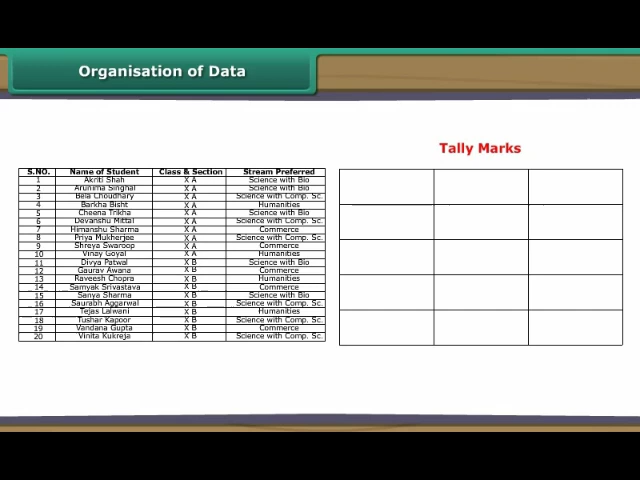 Organisation of Data
Tally Marks
S.NO. Name of Student Class & Section Stream Preferred
1 Akriti Shah X A Science with Bio
2 Arunima Singhal X A Science with Bio
3 Bela Choudhary X A Science with Comp. Sc.
4 Barkha Bisht X A Humanities
5 Cheena Trikha X A Science with Bio
6 Devanshu Mittal X A Science with Comp. Sc.
7 Himanshu Sharma X A Commerce
8 Priya Mukherjee X A Science with Comp. Sc.
9 Shreya Swaroop X A Commerce
10 Vinay Goyal X A Humanities
11 Divya Patwal X B Science with Bio
12 Gaurav Awana X B Commerce
13 Raveesh Chopra X B Humanities
14 Samyak Srivastava X B Commerce
15 Sanya Sharma X B Science with Bio
16 Saurabh Aggarwal X B Science with Comp. Sc.
17 Tejas Lalwani X B Humanities
18 Tushar Kapoor X B Science with Comp. Sc.
19 Vandana Gupta X B Commerce
20 Vinita Kukreja X B Science with Comp. Sc.